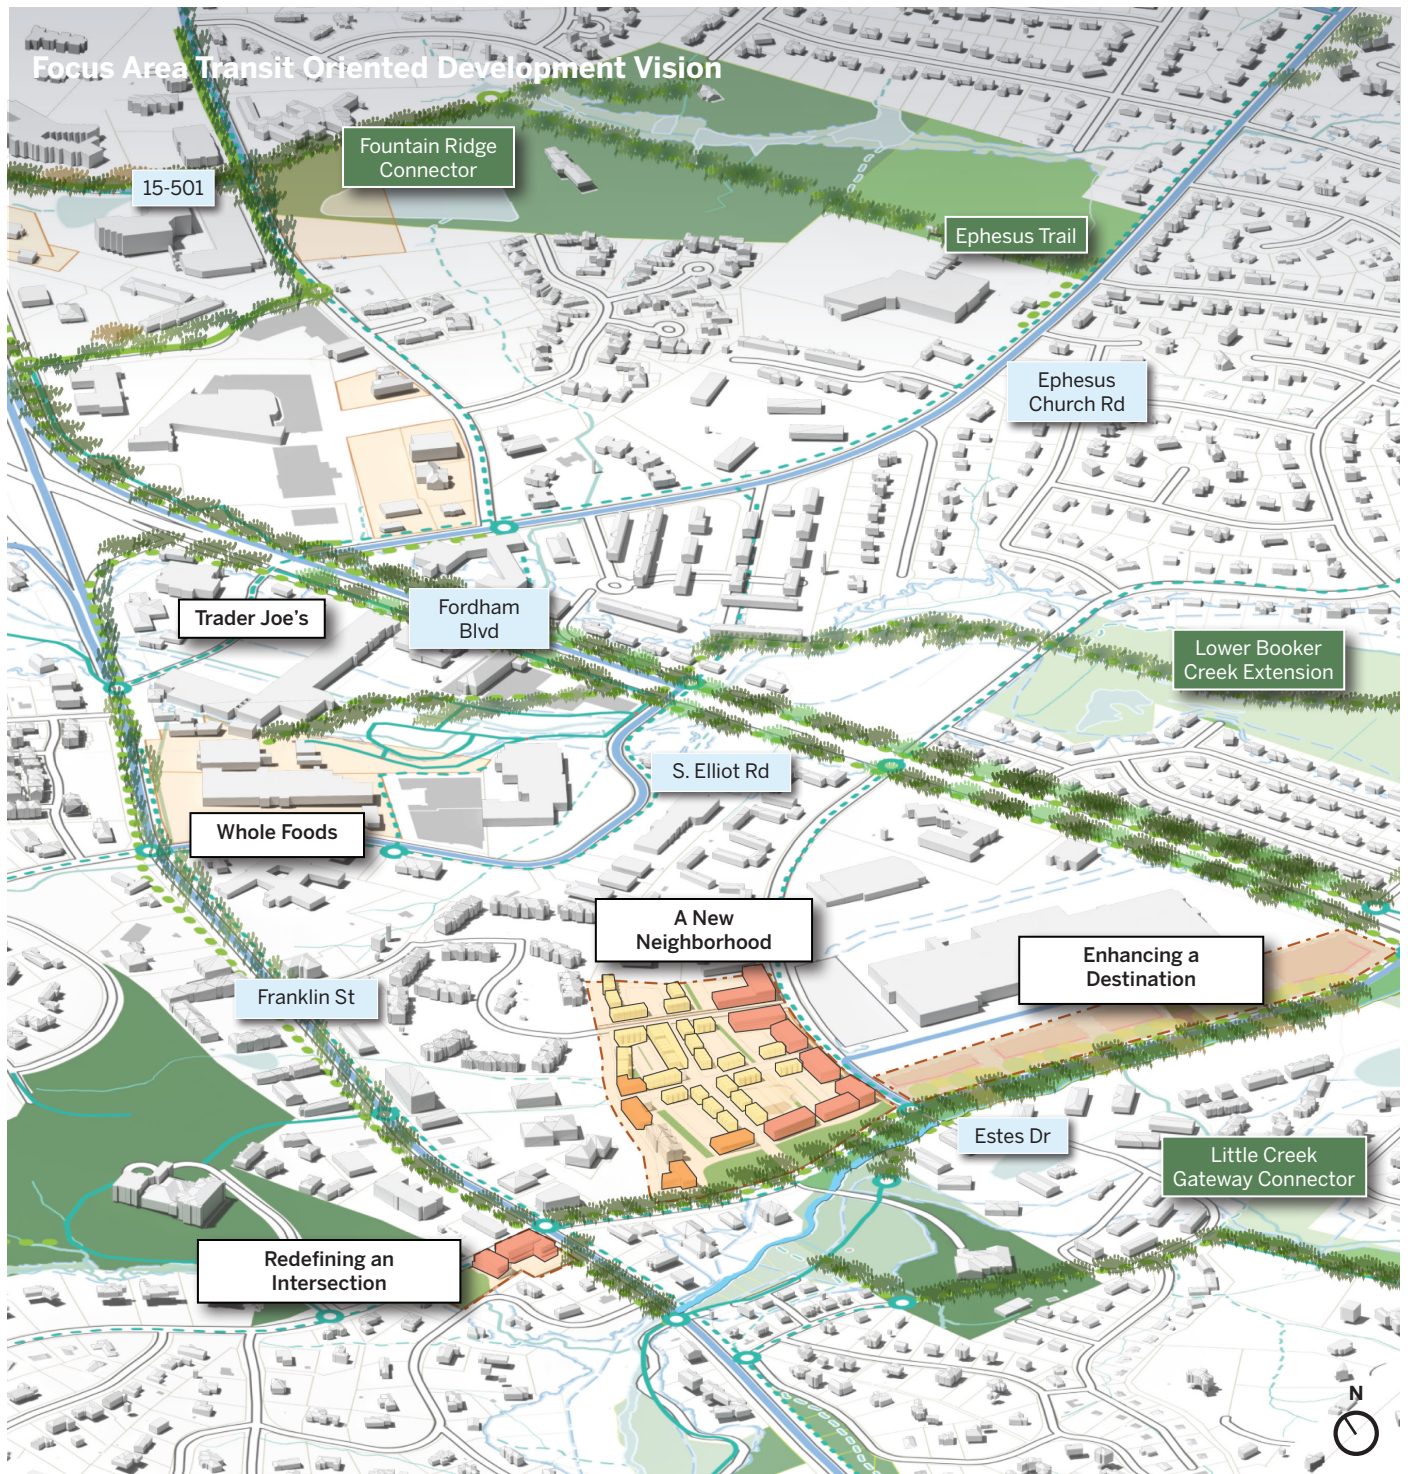 Focus Area Transit Oriented Development Vision
Fountain Ridge
Connector
15-501
Ephesus Trail
Ephesus
Church Rd
Fordham
Blvd
Trader Joe's
Lower Booker
Creek Extension
S. Elliot Rd
Whole Foods
A New
Neighborhood
Enhancing a
Destination
Franklin St
Estes Dr
Little Creek
Gateway Connector
Redefining an
Intersection
N